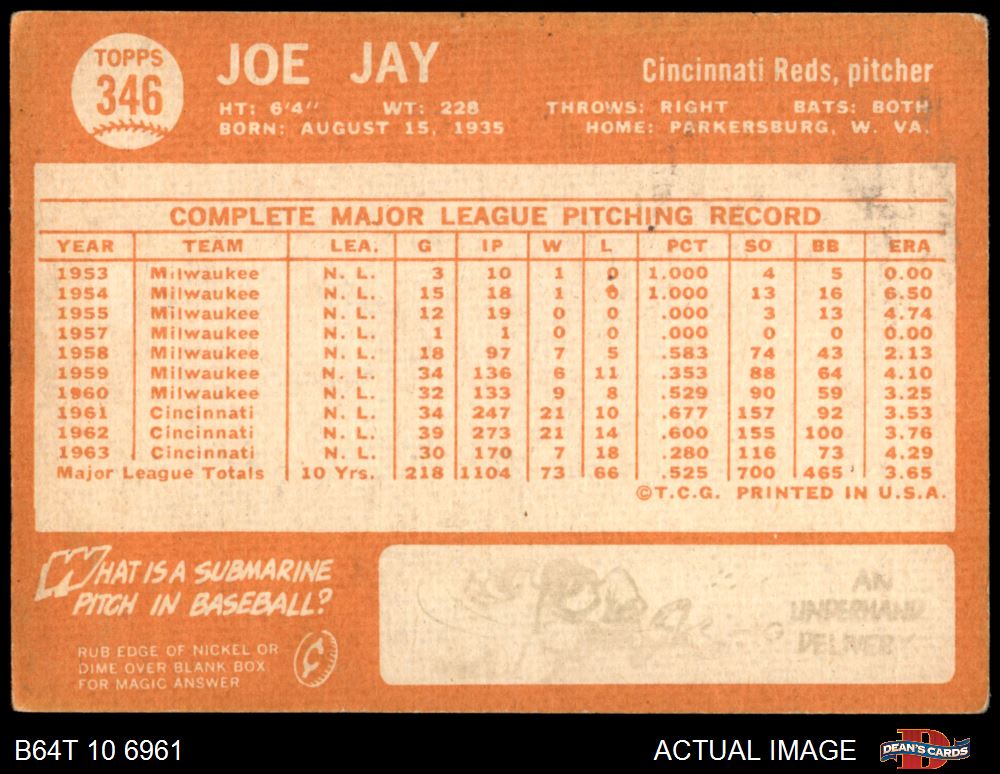 TOPPS
346
JOE JAY
Cincinnati Reds, pitcher
HT: 6'4" WT: 228 THROWS: RIGHT BATS: BOTH
BORN: AUGUST 15, 1935 HOME: PARKERSBURG, W. VA.
COMPLETE MAJOR LEAGUE PITCHING RECORD
YEAR TEAM LEA. G IP W L PCT SO BB ERA
1953 Milwaukee N. L. 3 10 1 0 1.000 4 5 0.00
1954 Milwaukee N. L. 15 18 1 0 1.000 13 16 6.50
1955 Milwaukee N. L. 12 19 0 0 .000 3 13 4.74
1957 Milwaukee N. L. 1 1 0 0 .000 0 0 0.00
1958 Milwaukee N. L. 18 97 7 5 .583 74 43 2.13
1959 Milwaukee N. L. 34 136 6 11 .353 88 64 4.10
1960 Milwaukee N. L. 32 133 9 8 .529 90 59 3.25
1961 Cincinnati N. L. 34 247 21 10 .677 157 92 3.53
1962 Cincinnati N. L. 39 273 21 14 .600 155 100 3.76
1963 Cincinnati N. L. 30 170 7 18 .280 116 73 4.29
Major League Totals 10 Yrs. 218 1104 73 66 .525 700 465 3.65
©T.C.G. PRINTED IN U.S.A.
WHAT IS A SUBMARINE
PITCH IN BASEBALL?
RUB EDGE OF NICKEL OR
DIME OVER BLANK BOX
FOR MAGIC ANSWER
AN
UNDERHAND
DELIVERY
B64T 10 6961
ACTUAL IMAGE
DEAN'S CARDS